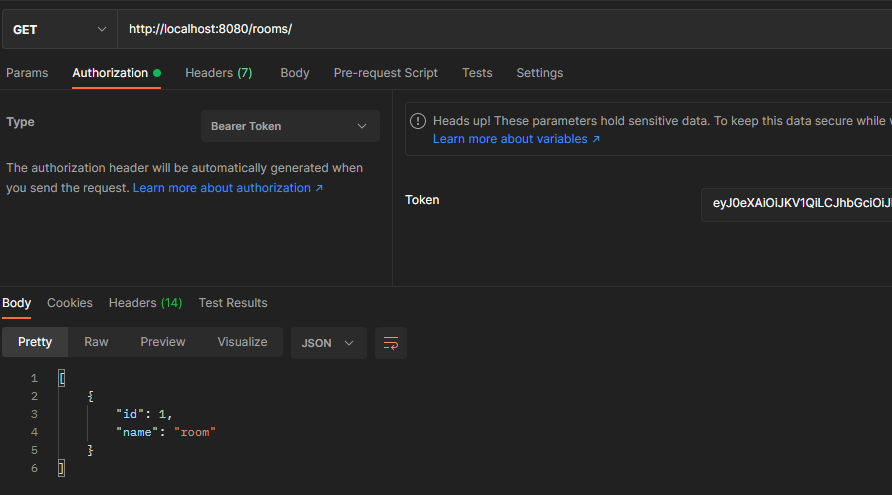 GET http://localhost:8080/rooms/
Params Authorization Headers (7) Body Pre-request Script Tests Settings
Type Bearer Token
The authorization header will be automatically generated when
you send the request. Learn more about authorization ↗
Heads up! These parameters hold sensitive data. To keep this data secure while
Learn more about variables ↗
Token eyJ0eXAiOiJKV1QiLCJhbGciOiJ
Body Cookies Headers (14) Test Results
Pretty Raw Preview Visualize JSON
1 [
2 {
3 "id": 1,
4 "name": "room"
5 }
6 ]